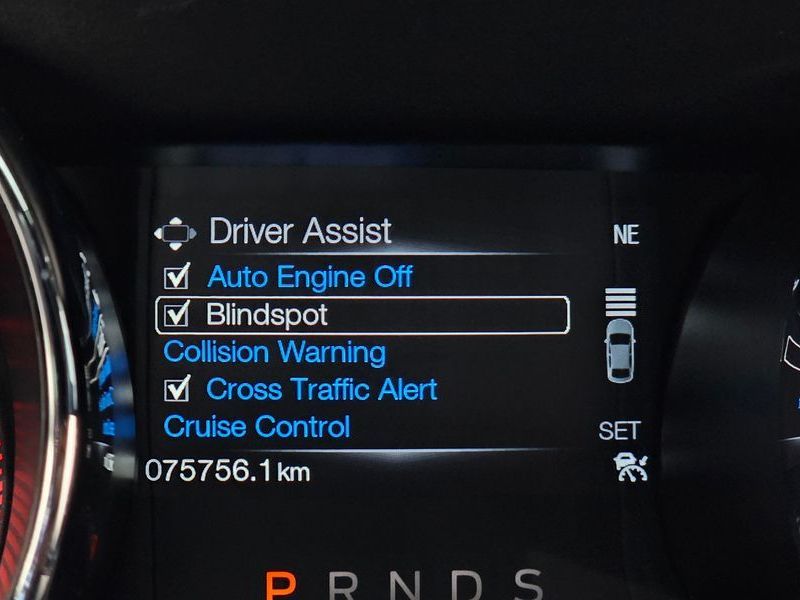 Driver Assist NE
Auto Engine Off
Blindspot
Collision Warning
Cross Traffic Alert
Cruise Control SET
075756.1 km
P R N D S